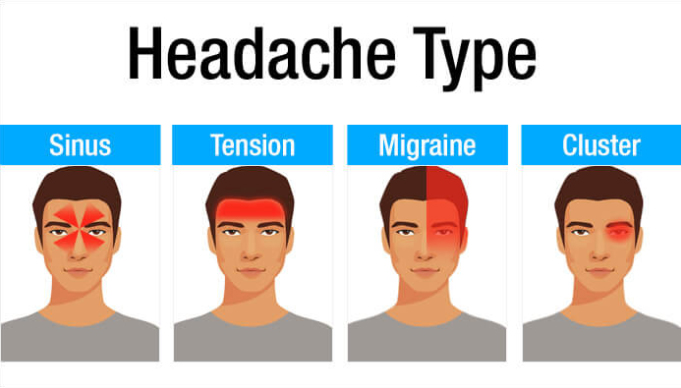 Headache Type
Sinus
Tension
Migraine
Cluster